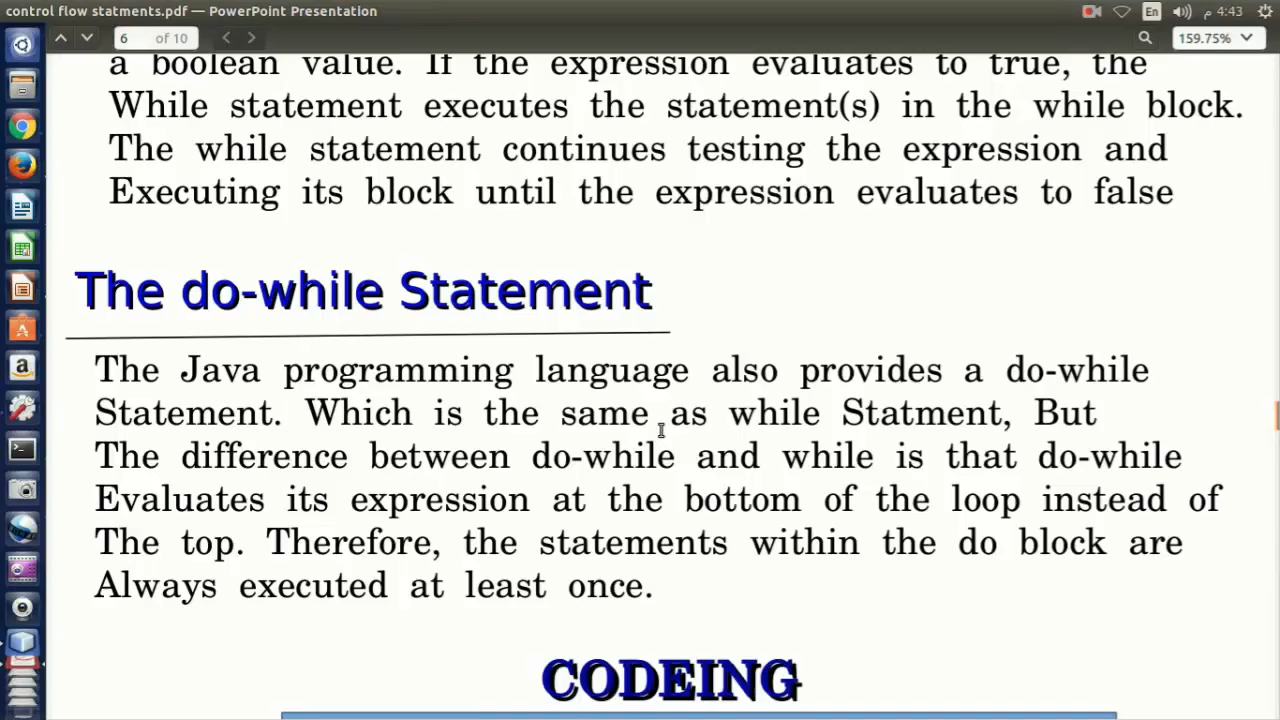 control flow statments.pdf — PowerPoint Presentation
En
م 4:43
6 of 10
159.75%
a boolean value. If the expression evaluates to true, the
While statement executes the statement(s) in the while block.
The while statement continues testing the expression and
Executing its block until the expression evaluates to false
The do-while Statement
The Java programming language also provides a do-while
Statement. Which is the same as while Statment, But
The difference between do-while and while is that do-while
Evaluates its expression at the bottom of the loop instead of
The top. Therefore, the statements within the do block are
Always executed at least once.
CODEING